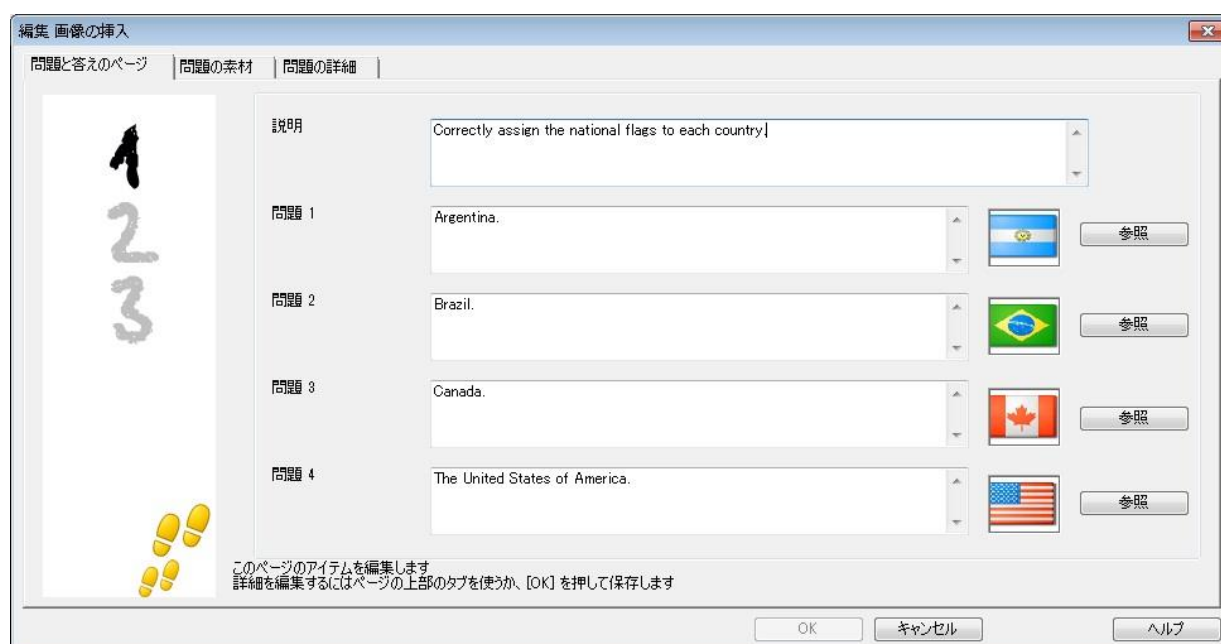 編集 画像の挿入
問題と答えのページ
問題の素材
問題の詳細
1
2
3
説明
Correctly assign the national flags to each country.
問題 1
Argentina.
参照
問題 2
Brazil.
参照
問題 3
Canada.
参照
問題 4
The United States of America.
参照
このページのアイテムを編集します
詳細を編集するにはページの上部のタブを使うか、[OK] を押して保存します
OK
キャンセル
ヘルプ